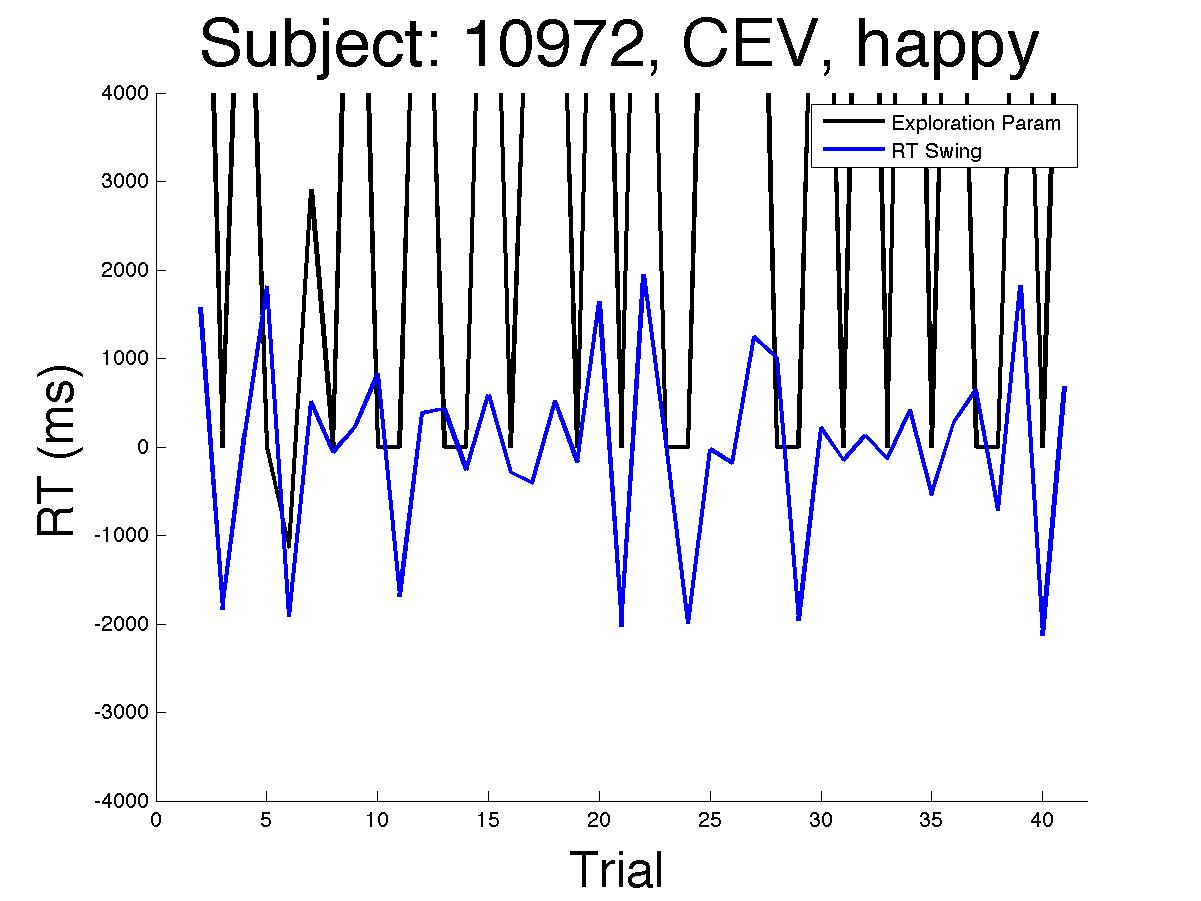 Subject: 10972, CEV, happy
4000
3000
2000
1000
0
-1000
-2000
-3000
-4000
RT (ms)
Exploration Param
RT Swing
0 5 10 15 20 25 30 35 40
Trial